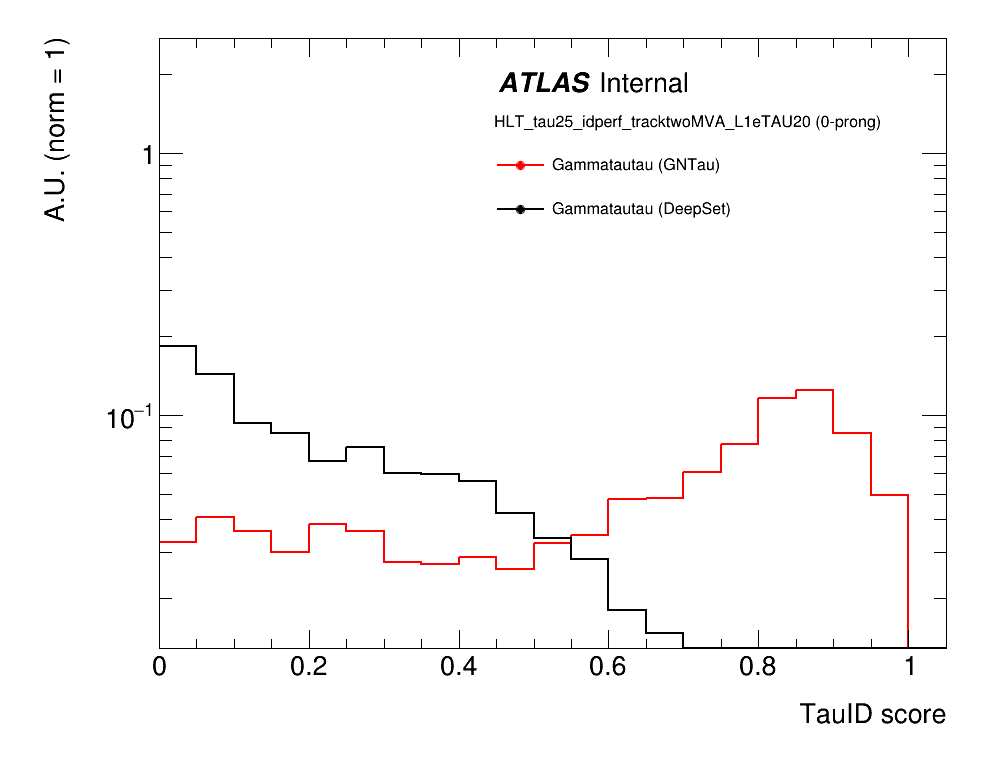 A.U. (norm = 1)
ATLAS Internal
HLT_tau25_idperf_tracktwoMVA_L1eTAU20 (0-prong)
Gammatautau (GNTau)
Gammatautau (DeepSet)
1
10⁻¹
0 0.2 0.4 0.6 0.8 1
TauID score